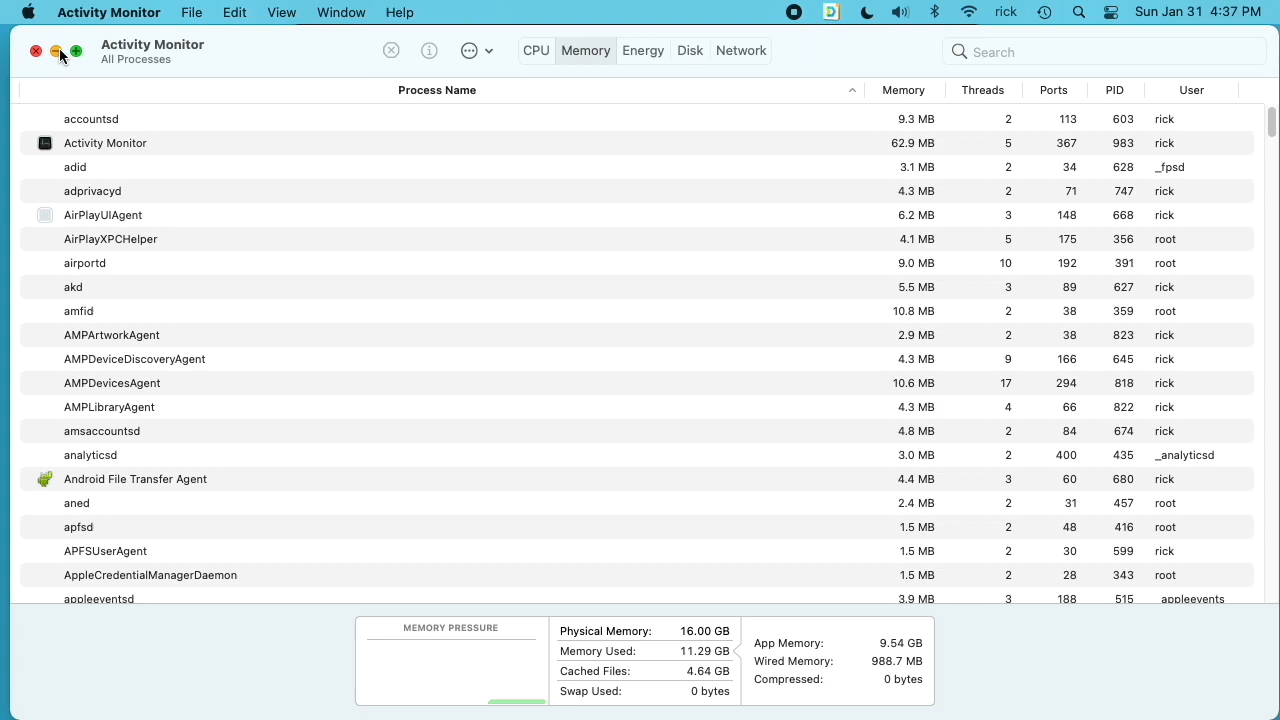 Activity Monitor File Edit View Window Help rick Sun Jan 31 4:37 PM
Activity Monitor
All Processes
CPU Memory Energy Disk Network
Search
Process Name Memory Threads Ports PID User
accountsd 9.3 MB 2 113 603 rick
Activity Monitor 62.9 MB 5 367 983 rick
adid 3.1 MB 2 34 628 _fpsd
adprivacyd 4.3 MB 2 71 747 rick
AirPlayUIAgent 6.2 MB 3 148 668 rick
AirPlayXPCHelper 4.1 MB 5 175 356 root
airportd 9.0 MB 10 192 391 root
akd 5.5 MB 3 89 627 rick
amfid 10.8 MB 2 38 359 root
AMPArtworkAgent 2.9 MB 2 38 823 rick
AMPDeviceDiscoveryAgent 4.3 MB 9 166 645 rick
AMPDevicesAgent 10.6 MB 17 294 818 rick
AMPLibraryAgent 4.3 MB 4 66 822 rick
amsaccountsd 4.8 MB 2 84 674 rick
analyticsd 3.0 MB 2 400 435 _analyticsd
Android File Transfer Agent 4.4 MB 3 60 680 rick
aned 2.4 MB 2 31 457 root
apfsd 1.5 MB 2 48 416 root
APFSUserAgent 1.5 MB 2 30 599 rick
AppleCredentialManagerDaemon 1.5 MB 2 28 343 root
appleeventsd 3.9 MB 3 188 515 _appleevents
MEMORY PRESSURE
Physical Memory: 16.00 GB
Memory Used: 11.29 GB
Cached Files: 4.64 GB
Swap Used: 0 bytes
App Memory: 9.54 GB
Wired Memory: 988.7 MB
Compressed: 0 bytes